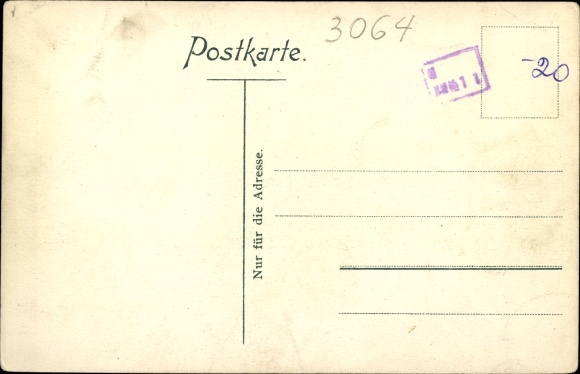 3064
Postkarte.
-20
Nur für die Adresse.